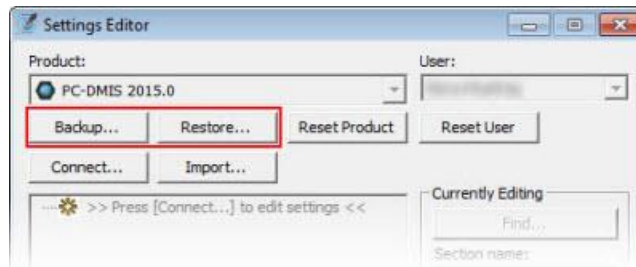 Settings Editor
Product: User:
PC-DMIS 2015.0
Backup... Restore... Reset Product Reset User
Connect... Import...
>> Press [Connect...] to edit settings <<
Currently Editing
Find...
Section name: